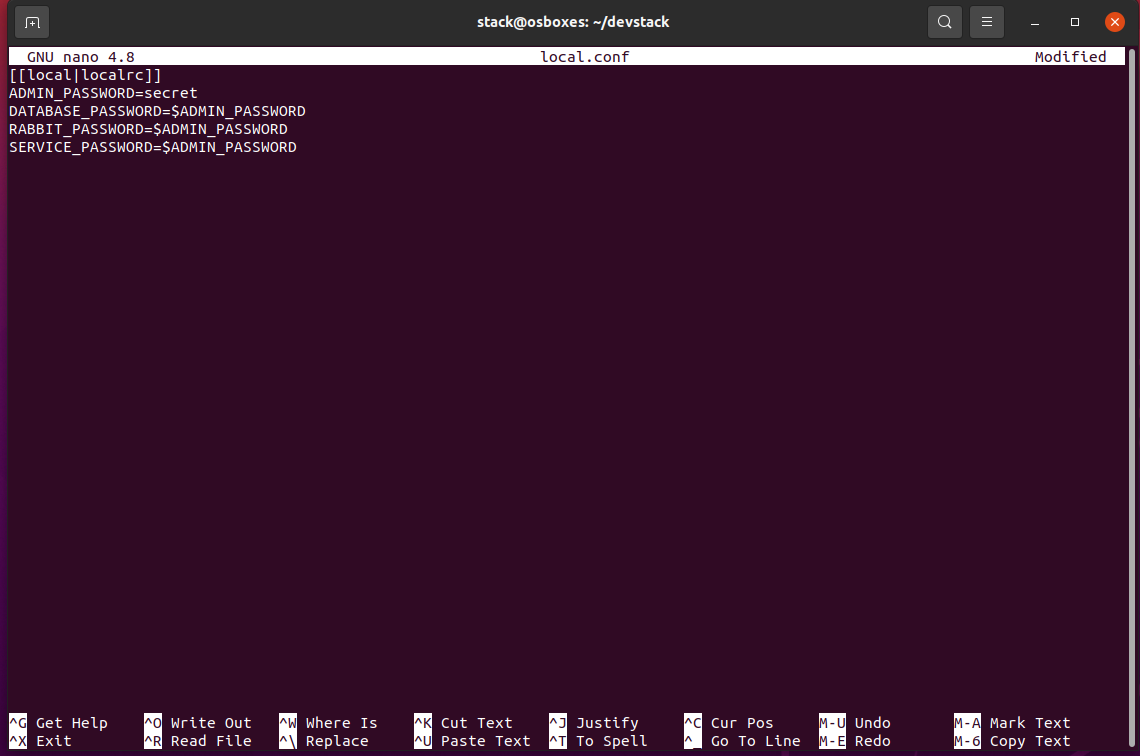 stack@osboxes: ~/devstack
GNU nano 4.8 local.conf Modified
[[local|localrc]]
ADMIN_PASSWORD=secret
DATABASE_PASSWORD=$ADMIN_PASSWORD
RABBIT_PASSWORD=$ADMIN_PASSWORD
SERVICE_PASSWORD=$ADMIN_PASSWORD
^G Get Help ^O Write Out ^W Where Is ^K Cut Text ^J Justify ^C Cur Pos M-U Undo M-A Mark Text
^X Exit ^R Read File ^\ Replace ^U Paste Text ^T To Spell ^_ Go To Line M-E Redo M-6 Copy Text